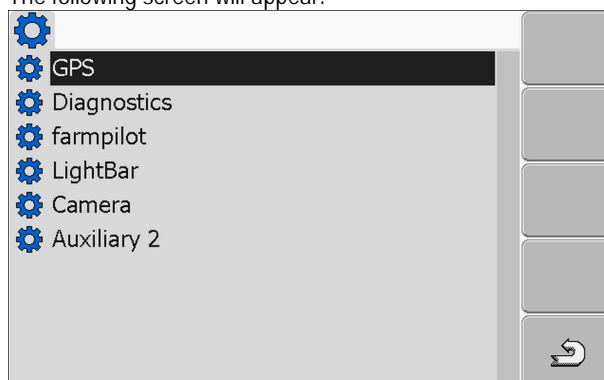 The following screen will appear:
GPS
Diagnostics
farmpilot
LightBar
Camera
Auxiliary 2